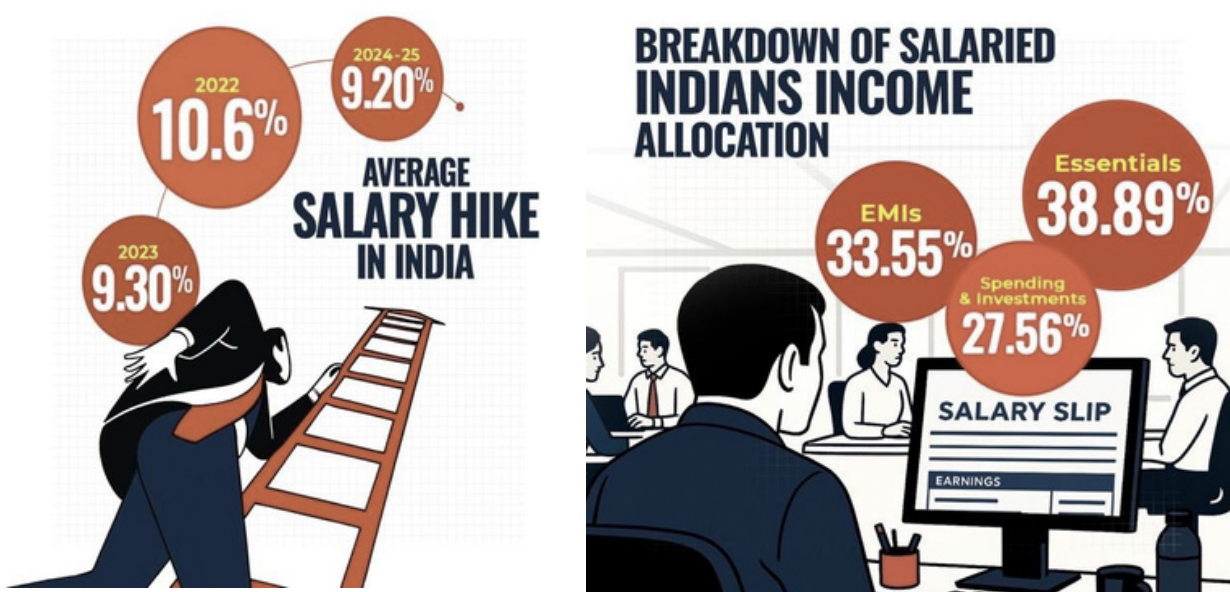 2022
10.6%
2024-25
9.20%
2023
9.30%
AVERAGE
SALARY HIKE
IN INDIA
BREAKDOWN OF SALARIED
INDIANS INCOME
ALLOCATION
EMIs
33.55%
Essentials
38.89%
Spending
& Investments
27.56%
SALARY SLIP
EARNINGS